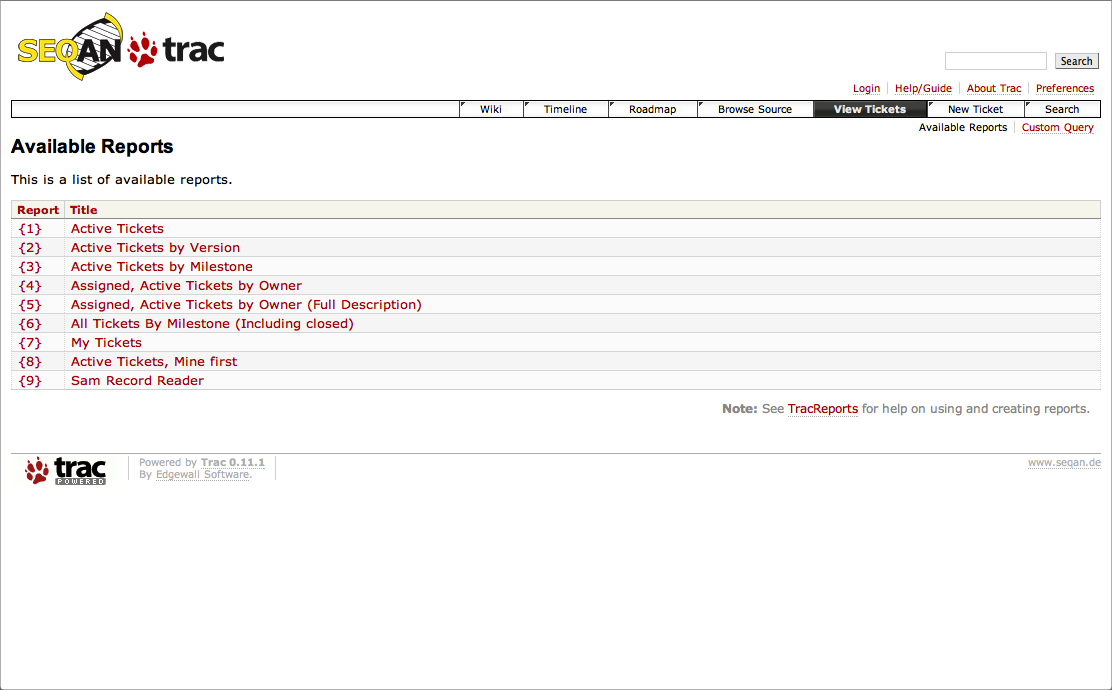 SEQAN trac
Search
Login Help/Guide About Trac Preferences
Wiki Timeline Roadmap Browse Source View Tickets New Ticket Search
Available Reports Custom Query
Available Reports
This is a list of available reports.
Report Title
{1} Active Tickets
{2} Active Tickets by Version
{3} Active Tickets by Milestone
{4} Assigned, Active Tickets by Owner
{5} Assigned, Active Tickets by Owner (Full Description)
{6} All Tickets By Milestone (Including closed)
{7} My Tickets
{8} Active Tickets, Mine first
{9} Sam Record Reader
Note: See TracReports for help on using and creating reports.
trac
POWERED
Powered by Trac 0.11.1
By Edgewall Software.
www.seqan.de